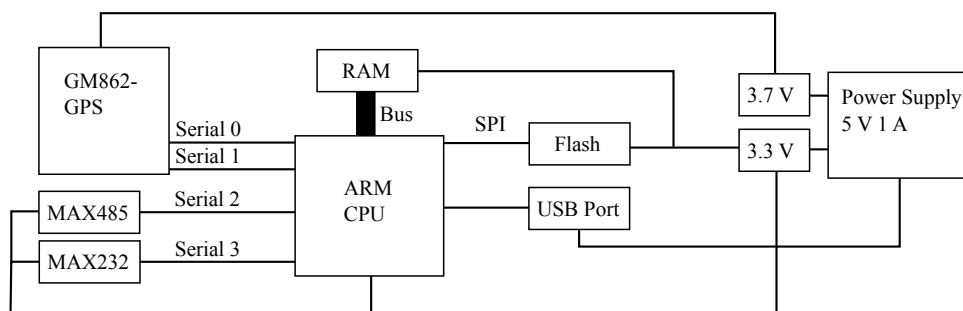 GM862-
GPS
RAM
Bus
Serial 0
Serial 1
Serial 2
Serial 3
MAX485
MAX232
ARM
CPU
SPI
Flash
USB Port
3.7 V
3.3 V
Power Supply
5 V 1 A